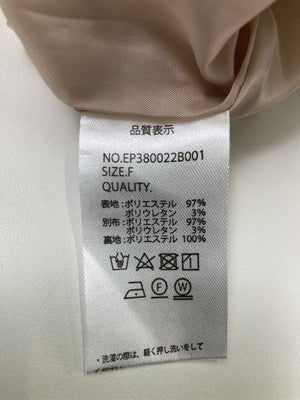 品質表示
NO.EP380022B001
SIZE.F
QUALITY.
表地:ポリエステル 97%
ポリウレタン 3%
別布:ポリエステル 97%
ポリウレタン 3%
裏地:ポリエステル 100%
F W
・洗濯の際は、軽く押し洗いをして